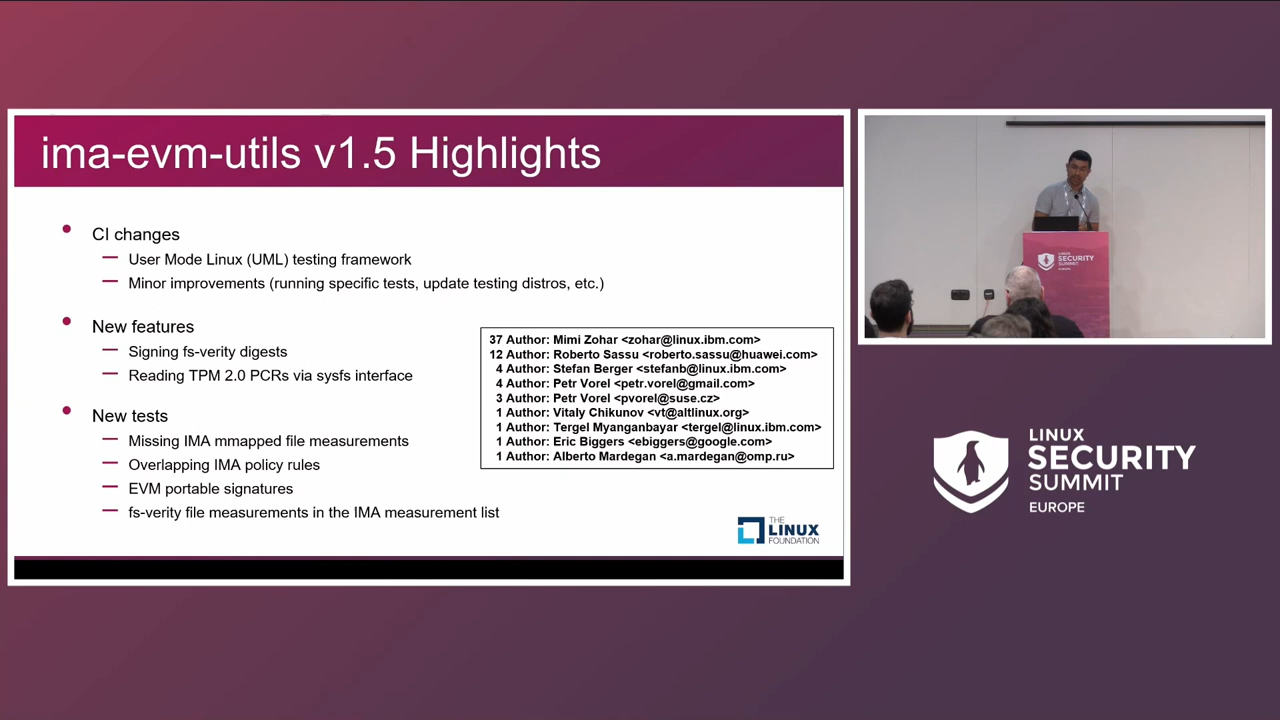 ima-evm-utils v1.5 Highlights
• CI changes
— User Mode Linux (UML) testing framework
— Minor improvements (running specific tests, update testing distros, etc.)
• New features
— Signing fs-verity digests
— Reading TPM 2.0 PCRs via sysfs interface
• New tests
— Missing IMA mmapped file measurements
— Overlapping IMA policy rules
— EVM portable signatures
— fs-verity file measurements in the IMA measurement list
37 Author: Mimi Zohar <zohar@linux.ibm.com>
12 Author: Roberto Sassu <roberto.sassu@huawei.com>
4 Author: Stefan Berger <stefanb@linux.ibm.com>
4 Author: Petr Vorel <petr.vorel@gmail.com>
3 Author: Petr Vorel <pvorel@suse.cz>
1 Author: Vitaly Chikunov <vt@altlinux.org>
1 Author: Tergel Myanganbayar <tergel@linux.ibm.com>
1 Author: Eric Biggers <ebiggers@google.com>
1 Author: Alberto Mardegan <a.mardegan@omp.ru>
THE
LINUX
FOUNDATION
LINUX
SECURITY
SUMMIT
EUROPE
LINUX
SECURITY
SUMMIT
EUROPE